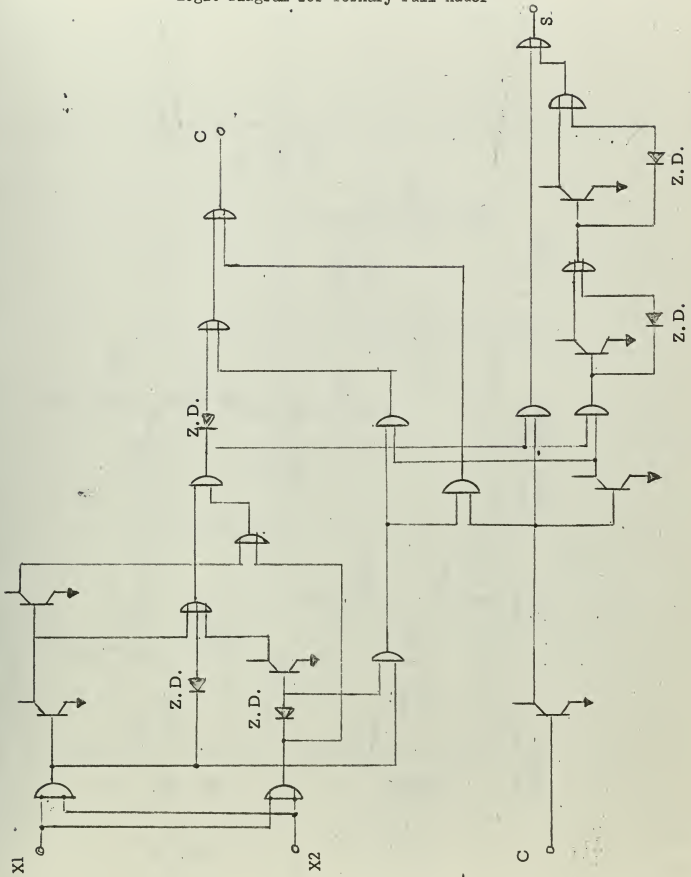 Logic Diagram for Ternary Full Adder
S
C
Z.D.
Z.D.
Z.D.
Z.D.
Z.D.
X1
X2
C